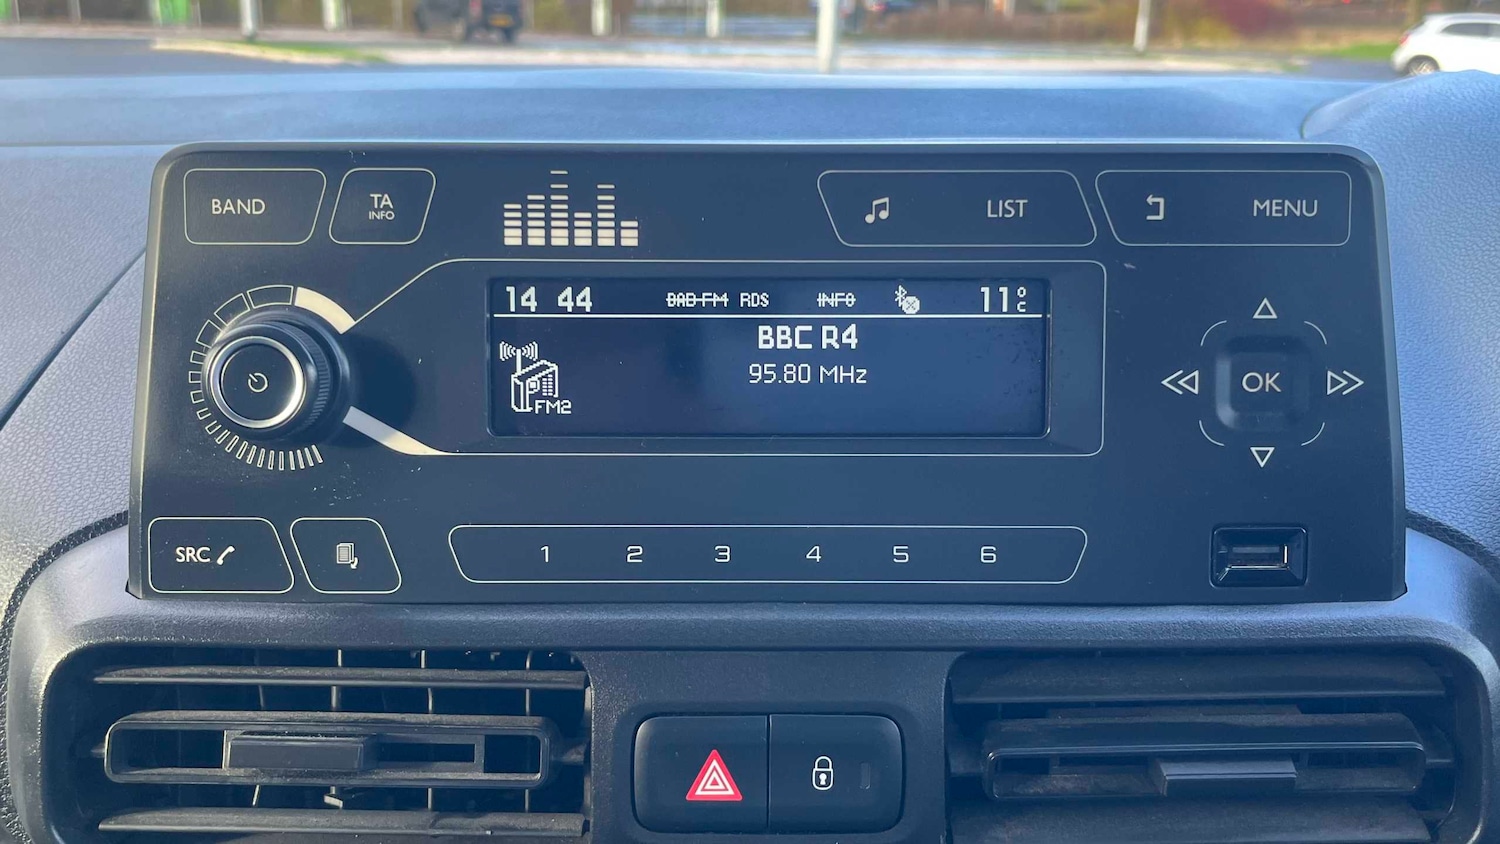 BAND
TA
INFO
LIST
MENU
14 44 DAB-FM RDS INFO 11°C
BBC R4
95.80 MHz
FM2
OK
SRC
1 2 3 4 5 6